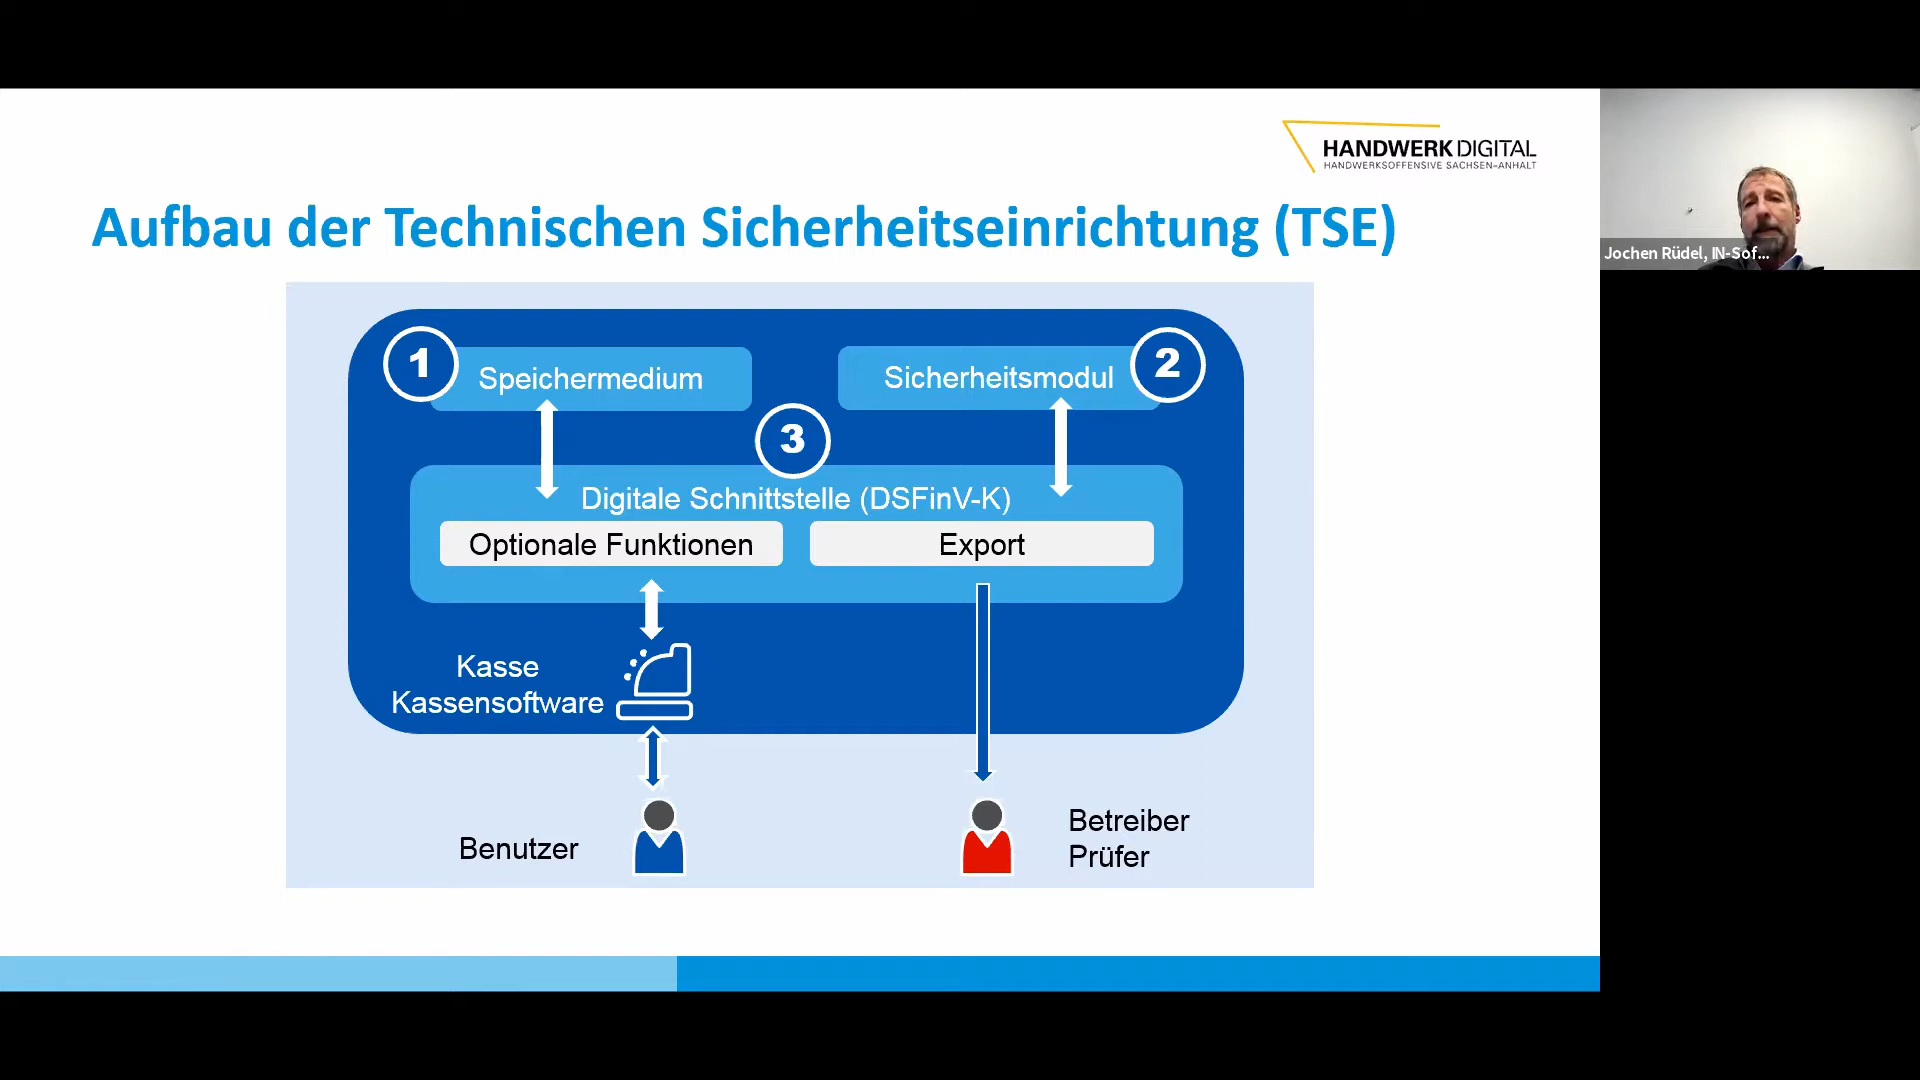 HANDWERK DIGITAL
HANDWERKSOFFENSIVE SACHSEN-ANHALT
Jochen Rüdel, IN-Sof...
Aufbau der Technischen Sicherheitseinrichtung (TSE)
1
Speichermedium
Sicherheitsmodul
2
3
Digitale Schnittstelle (DSFinV-K)
Optionale Funktionen
Export
Kasse
Kassensoftware
Benutzer
Betreiber
Prüfer